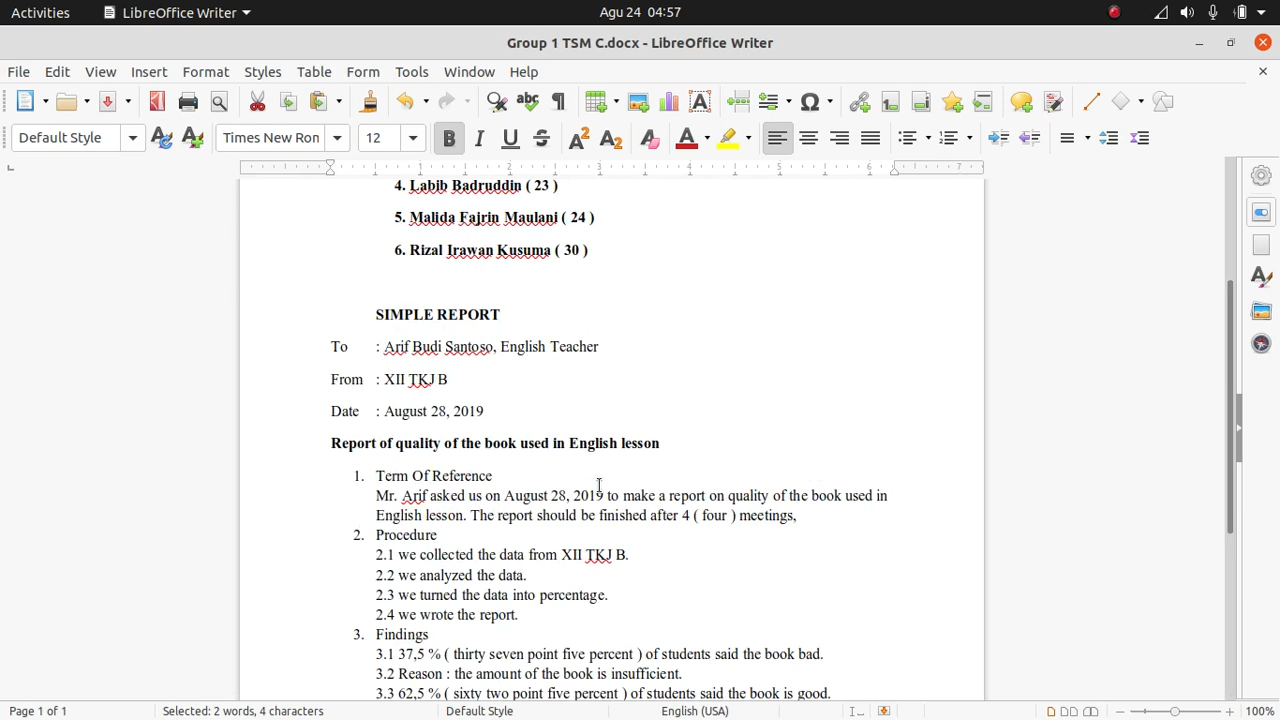 Activities LibreOffice Writer Agu 24 04:57
Group 1 TSM C.docx - LibreOffice Writer
File Edit View Insert Format Styles Table Form Tools Window Help
Default Style Times New Ron 12
1 2 3 4 5 6 7
4. Labib Badruddin ( 23 )
5. Malida Fajrin Maulani ( 24 )
6. Rizal Irawan Kusuma ( 30 )
SIMPLE REPORT
To : Arif Budi Santoso, English Teacher
From : XII TKJ B
Date : August 28, 2019
Report of quality of the book used in English lesson
1. Term Of Reference
Mr. Arif asked us on August 28, 2019 to make a report on quality of the book used in
English lesson. The report should be finished after 4 ( four ) meetings,
2. Procedure
2.1 we collected the data from XII TKJ B.
2.2 we analyzed the data.
2.3 we turned the data into percentage.
2.4 we wrote the report.
3. Findings
3.1 37,5 % ( thirty seven point five percent ) of students said the book bad.
3.2 Reason : the amount of the book is insufficient.
3.3 62,5 % ( sixty two point five percent ) of students said the book is good.
Page 1 of 1 Selected: 2 words, 4 characters Default Style English (USA) 100%